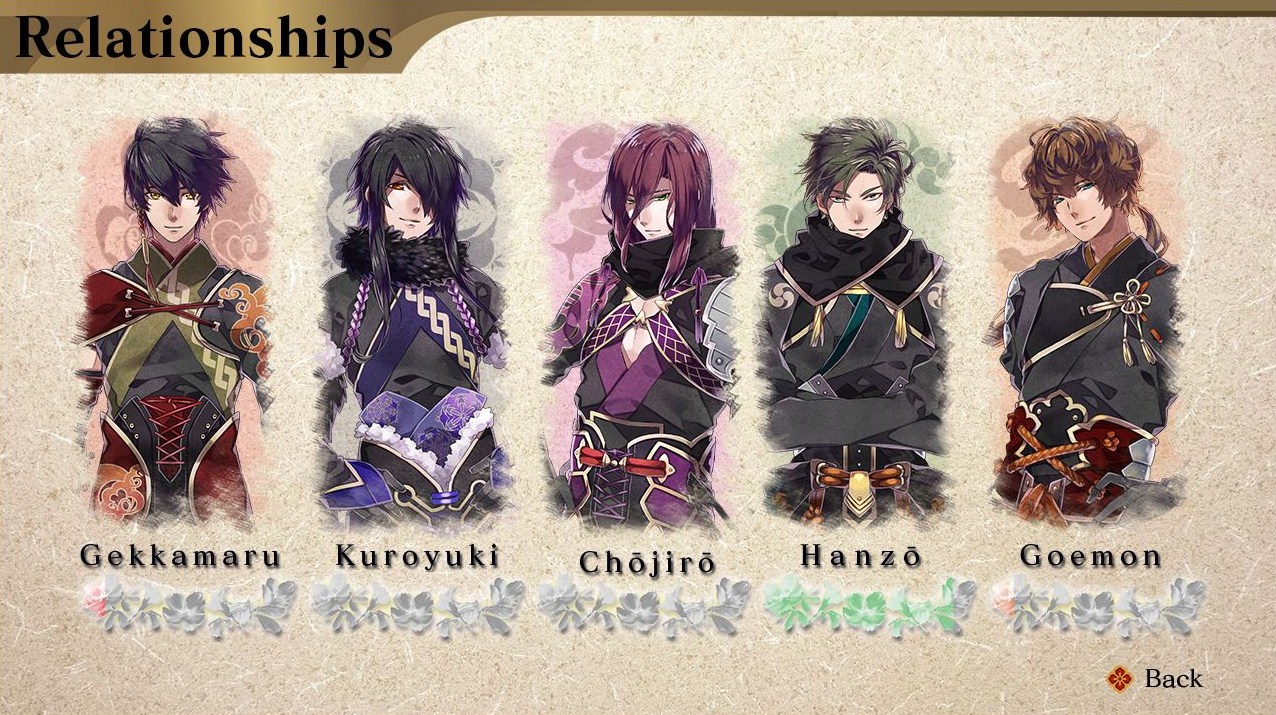 Relationships
Gekkamaru
Kuroyuki
Chōjirō
Hanzō
Goemon
Back